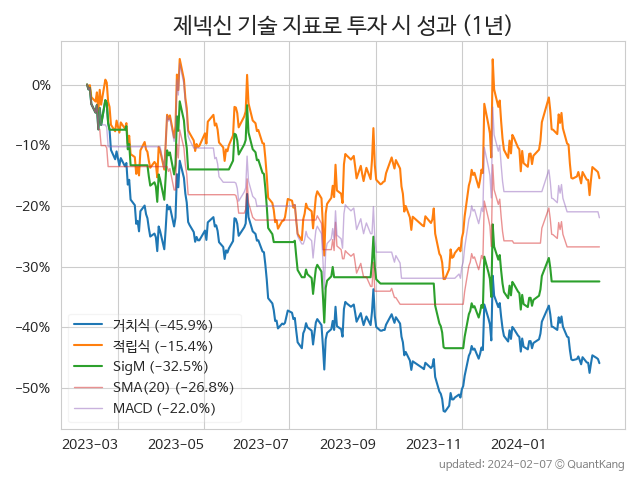 제넥신 기술 지표로 투자 시 성과 (1년)
0%
−10%
−20%
−30%
−40%
−50%
거치식 (−45.9%)
적립식 (−15.4%)
SigM (−32.5%)
SMA(20) (−26.8%)
MACD (−22.0%)
2023-03 2023-05 2023-07 2023-09 2023-11 2024-01
updated: 2024-02-07 © QuantKang